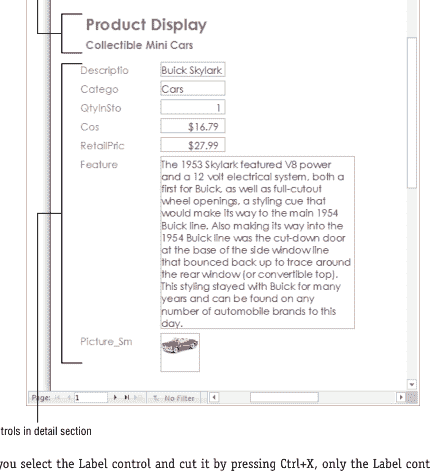 Product Display
Collectible Mini Cars
Descriptio Buick Skylark
Catego Cars
QtyInSto 1
Cos $16.79
RetailPric $27.99
Feature The 1953 Skylark featured V8 power
and a 12 volt electrical system, both a
first for Buick, as well as full-cutout
wheel openings, a styling cue that
would make its way to the main 1954
Buick line. Also making its way into the
1954 Buick line was the cut-down door
at the base of the side window line
that bounced back up to trace around
the rear window (or convertible top).
This styling stayed with Buick for many
years and can be found on any
number of automobile brands to this
day.
Picture_Sm
Page: 1 No Filter
trols in detail section
you select the Label control and cut it by pressing Ctrl+X, only the Label cont